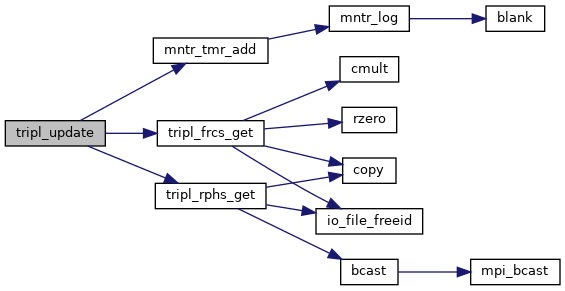 mntr_log
blank
mntr_tmr_add
cmult
rzero
tripl_update
tripl_frcs_get
copy
tripl_rphs_get
io_file_freeid
bcast
mpi_bcast